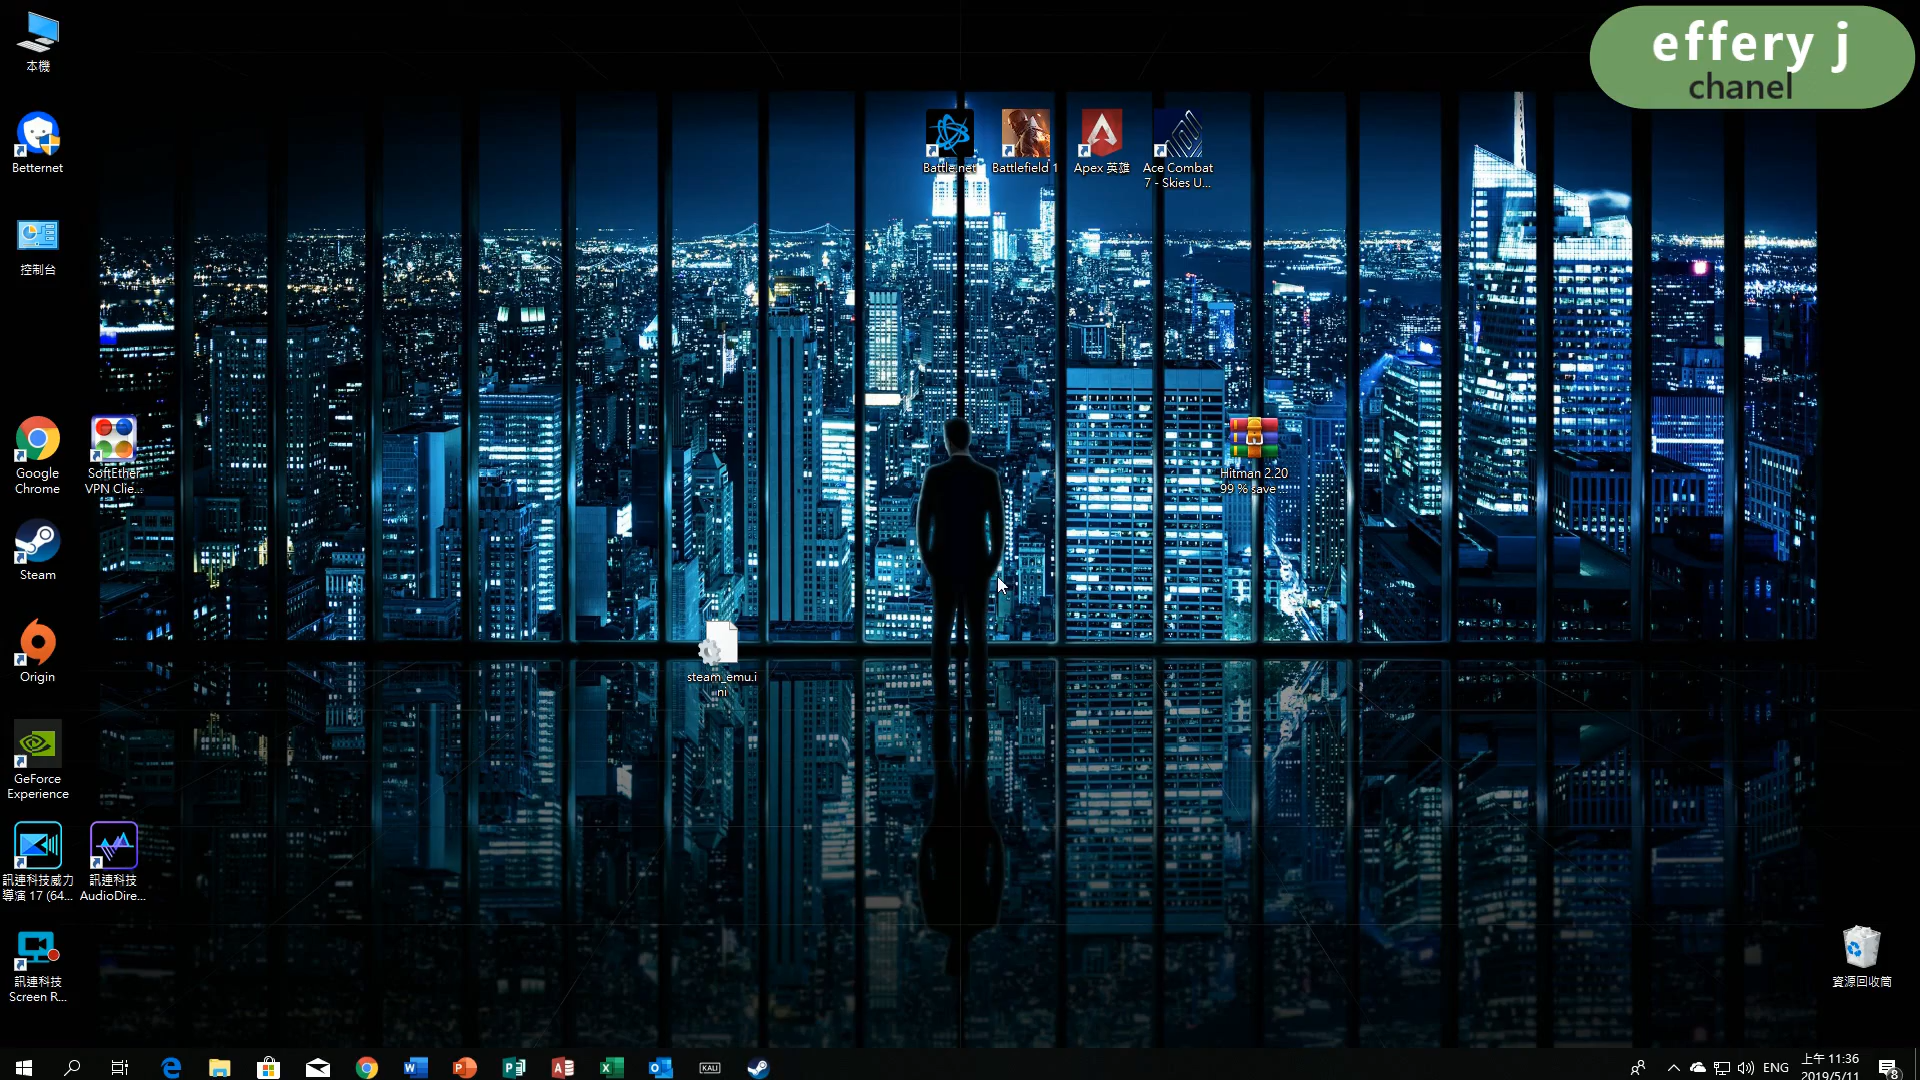 effery j
chanel
本機
Betternet
控制台
Google
Chrome
SoftEther
VPN Clie...
Steam
Origin
GeForce
Experience
訊連科技威力
導演 17 (64...
訊連科技
AudioDire...
訊連科技
Screen R...
Battle.net
Battlefield 1
Apex 英雄
Ace Combat
7 - Skies U...
Hitman 2.20
99 % save ...
steam_emu.i
ni
資源回收筒
KALI
ENG
上午 11:36
2019/5/11
8